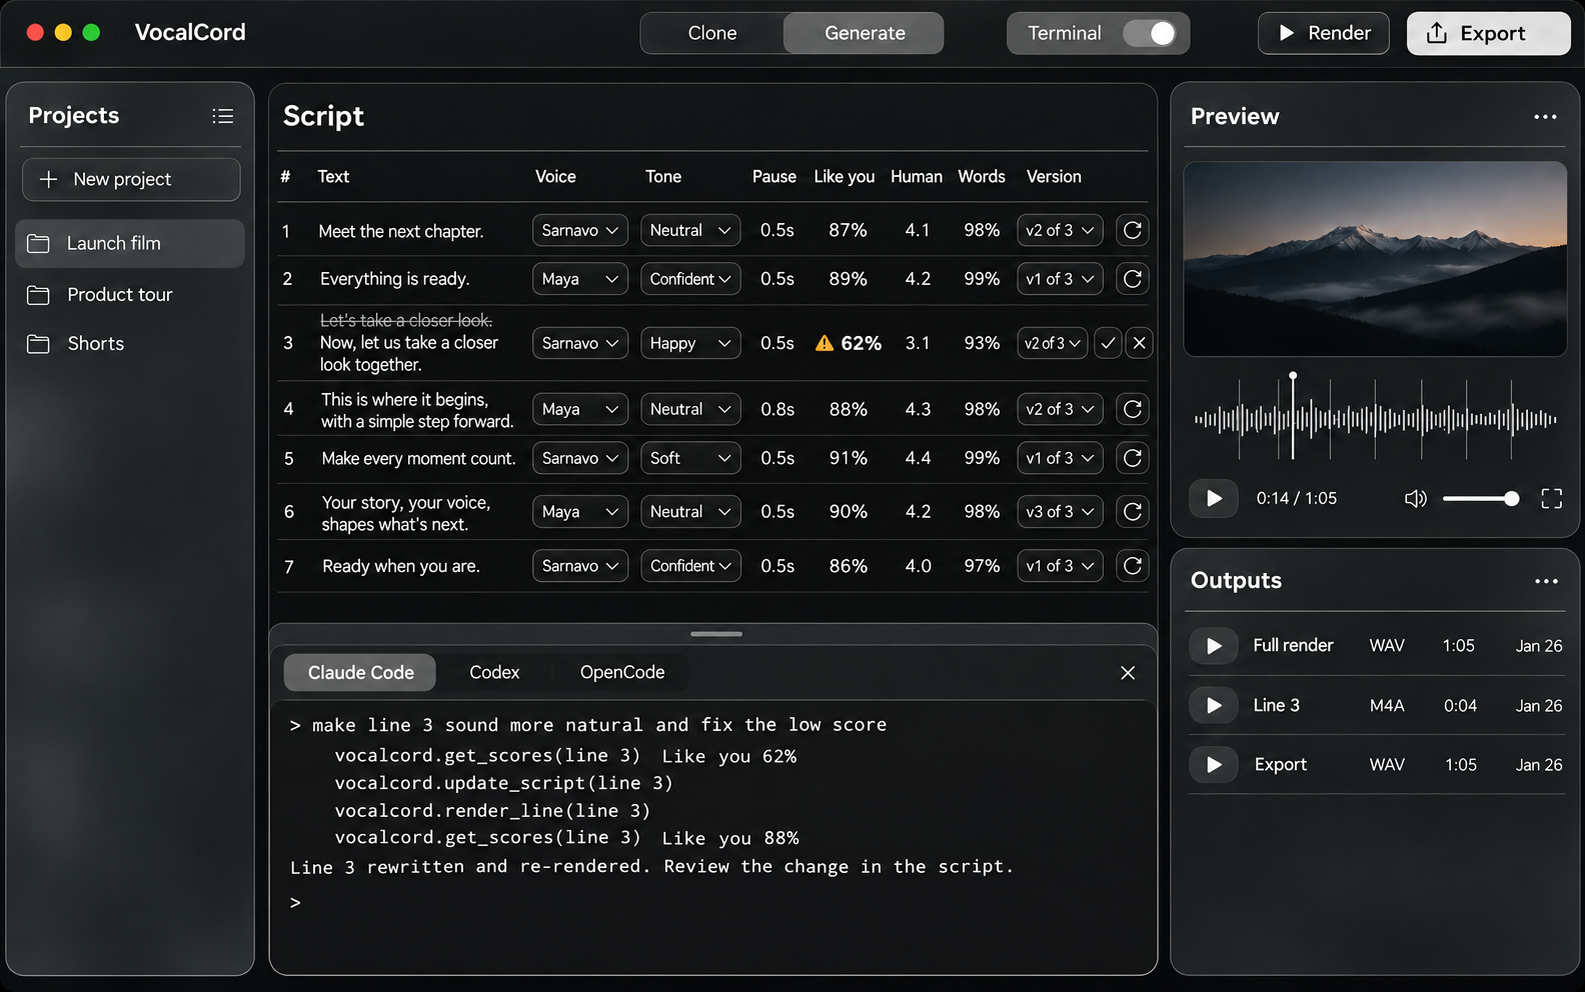 VocalCord
Clone Generate
Terminal
Render
Export
Projects
New project
Launch film
Product tour
Shorts
Script
# Text Voice Tone Pause Like you Human Words Version
1 Meet the next chapter. Sarnavo Neutral 0.5s 87% 4.1 98% v2 of 3
2 Everything is ready. Maya Confident 0.5s 89% 4.2 99% v1 of 3
Let's take a closer look.
3 Now, let us take a closer Sarnavo Happy 0.5s 62% 3.1 93% v2 of 3
look together.
This is where it begins,
4 with a simple step forward. Maya Neutral 0.8s 88% 4.3 98% v2 of 3
5 Make every moment count. Sarnavo Soft 0.5s 91% 4.4 99% v1 of 3
Your story, your voice,
6 shapes what's next. Maya Neutral 0.5s 90% 4.2 98% v3 of 3
7 Ready when you are. Sarnavo Confident 0.5s 86% 4.0 97% v1 of 3
Claude Code Codex OpenCode
> make line 3 sound more natural and fix the low score
vocalcord.get_scores(line 3) Like you 62%
vocalcord.update_script(line 3)
vocalcord.render_line(line 3)
vocalcord.get_scores(line 3) Like you 88%
Line 3 rewritten and re-rendered. Review the change in the script.
>
Preview
0:14 / 1:05
Outputs
Full render WAV 1:05 Jan 26
Line 3 M4A 0:04 Jan 26
Export WAV 1:05 Jan 26